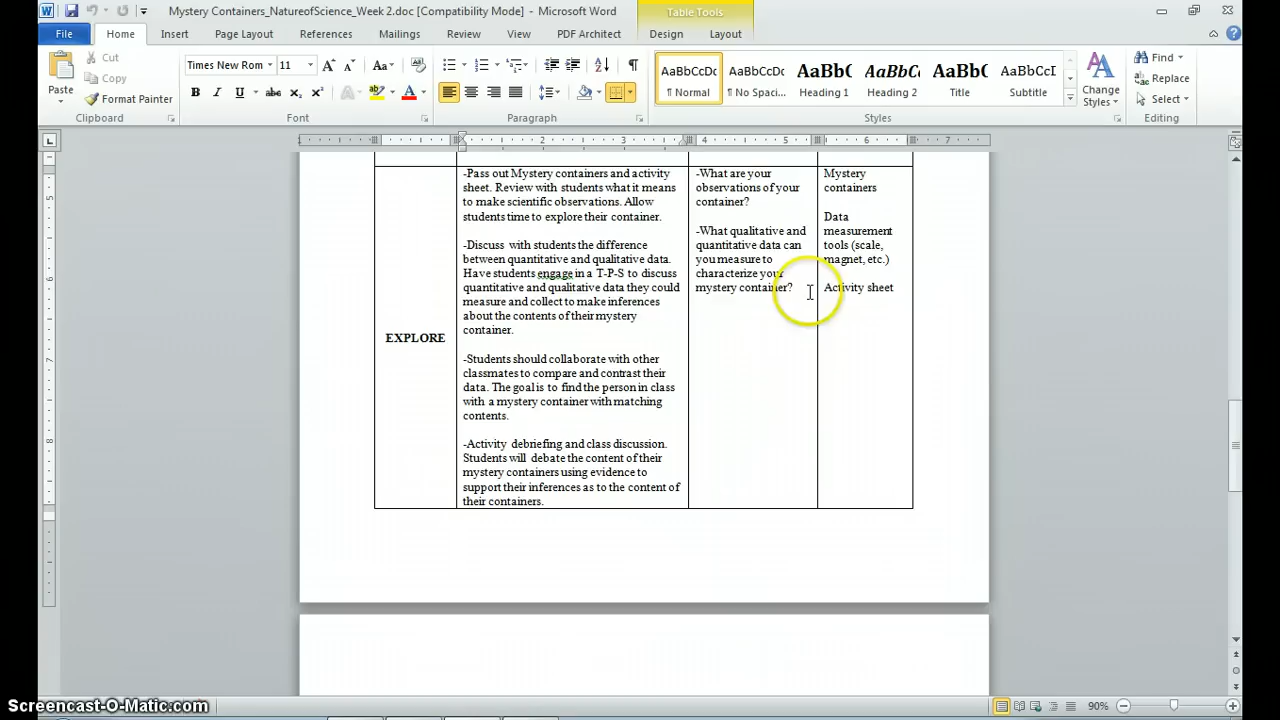 Mystery Containers_NatureofScience_Week 2.doc [Compatibility Mode] - Microsoft Word
Table Tools
File Home Insert Page Layout References Mailings Review View PDF Architect Design Layout
Paste
Cut
Copy
Format Painter
Clipboard
Times New Rom 11
Font
Paragraph
AaBbCcDc AaBbCcDc AaBbC AaBbCc AaBbC AaBbCcI
¶ Normal ¶ No Spaci... Heading 1 Heading 2 Title Subtitle
Change Styles
Styles
Find
Replace
Select
Editing
1 2 3 4 5 6 7
EXPLORE
-Pass out Mystery containers and activity
sheet. Review with students what it means
to make scientific observations. Allow
students time to explore their container.
-Discuss with students the difference
between quantitative and qualitative data.
Have students engage in a T-P-S to discuss
quantitative and qualitative data they could
measure and collect to make inferences
about the contents of their mystery
container.
-Students should collaborate with other
classmates to compare and contrast their
data. The goal is to find the person in class
with a mystery container with matching
contents.
-Activity debriefing and class discussion.
Students will debate the content of their
mystery containers using evidence to
support their inferences as to the content of
their containers.
-What are your
observations of your
container?
-What qualitative and
quantitative data can
you measure to
characterize your
mystery container?
Mystery
containers
Data
measurement
tools (scale,
magnet, etc.)
Activity sheet
Screencast-O-Matic.com
90%